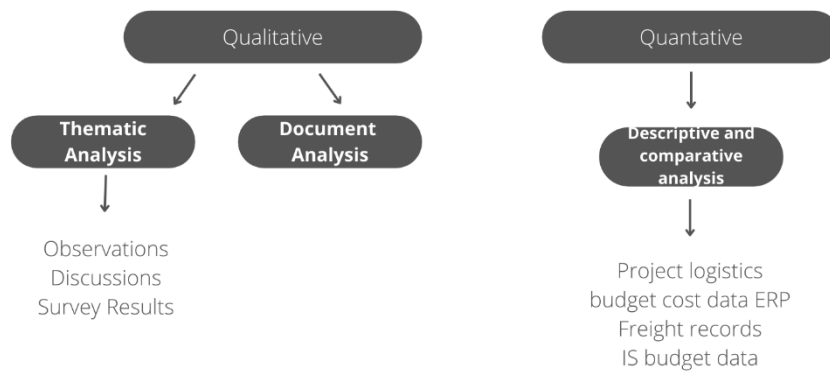 Qualitative
Quantative
Thematic
Analysis
Document
Analysis
Descriptive and
comparative
analysis
Observations
Discussions
Survey Results
Project logistics
budget cost data ERP
Freight records
IS budget data